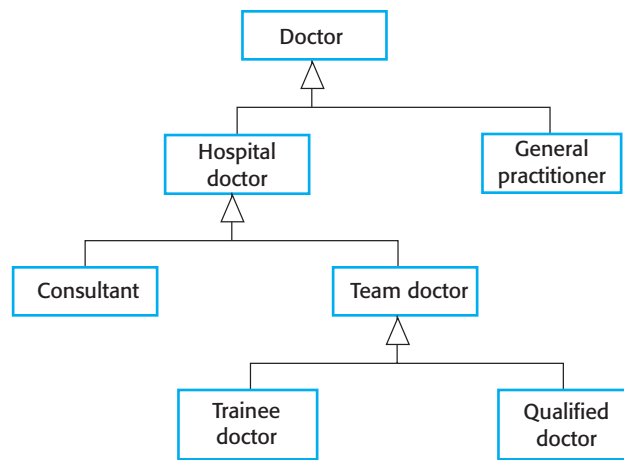 Doctor
Hospital
doctor
General
practitioner
Consultant
Team doctor
Trainee
doctor
Qualified
doctor